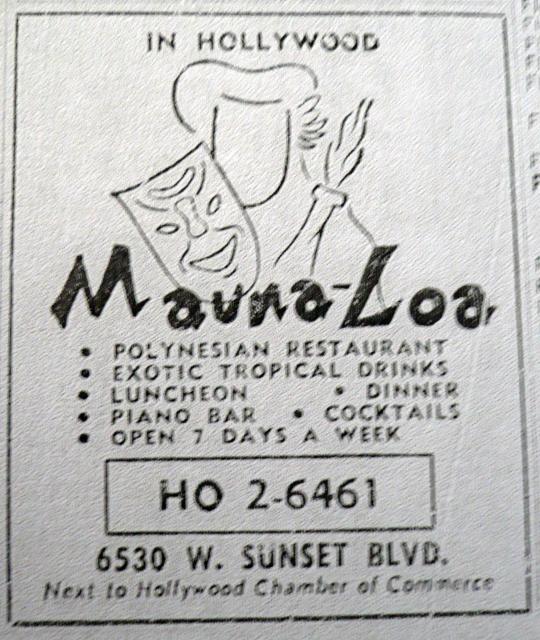 IN HOLLYWOOD
Mauna-Loa
• POLYNESIAN RESTAURANT
• EXOTIC TROPICAL DRINKS
• LUNCHEON • DINNER
• PIANO BAR • COCKTAILS
• OPEN 7 DAYS A WEEK
HO 2-6461
6530 W. SUNSET BLVD.
Next to Hollywood Chamber of Commerce